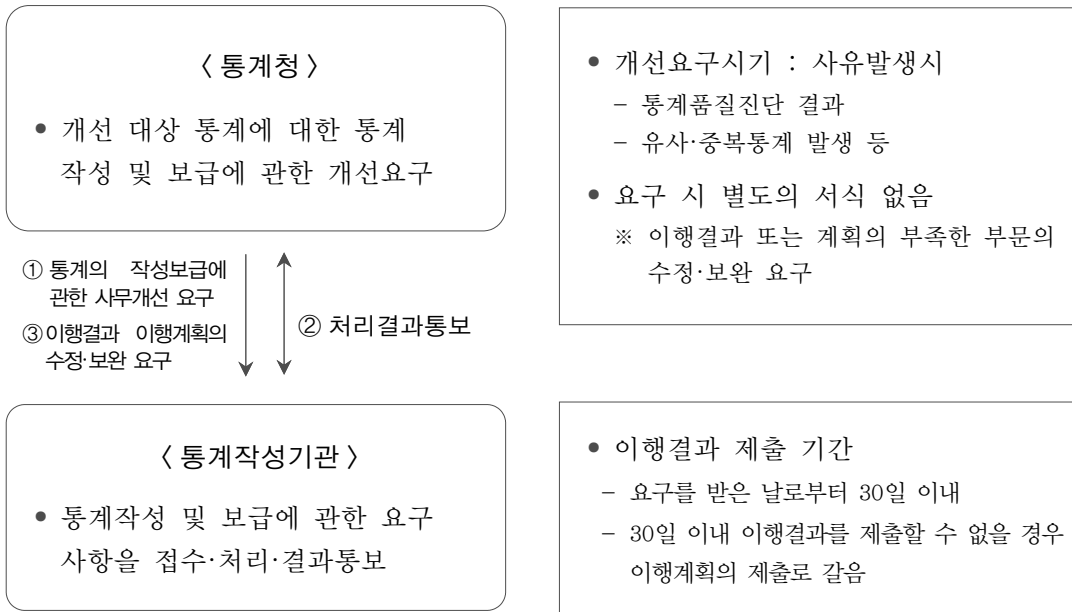 〈 통계청 〉
• 개선 대상 통계에 대한 통계
작성 및 보급에 관한 개선요구
• 개선요구시기 : 사유발생시
- 통계품질진단 결과
- 유사·중복통계 발생 등
• 요구 시 별도의 서식 없음
※ 이행결과 또는 계획의 부족한 부문의
수정·보완 요구
① 통계의 작성보급에
관한 사무개선 요구
③ 이행결과 이행계획의
수정·보완 요구
② 처리결과통보
〈 통계작성기관 〉
• 통계작성 및 보급에 관한 요구
사항을 접수·처리·결과통보
• 이행결과 제출 기간
- 요구를 받은 날로부터 30일 이내
- 30일 이내 이행결과를 제출할 수 없을 경우
이행계획의 제출로 갈음